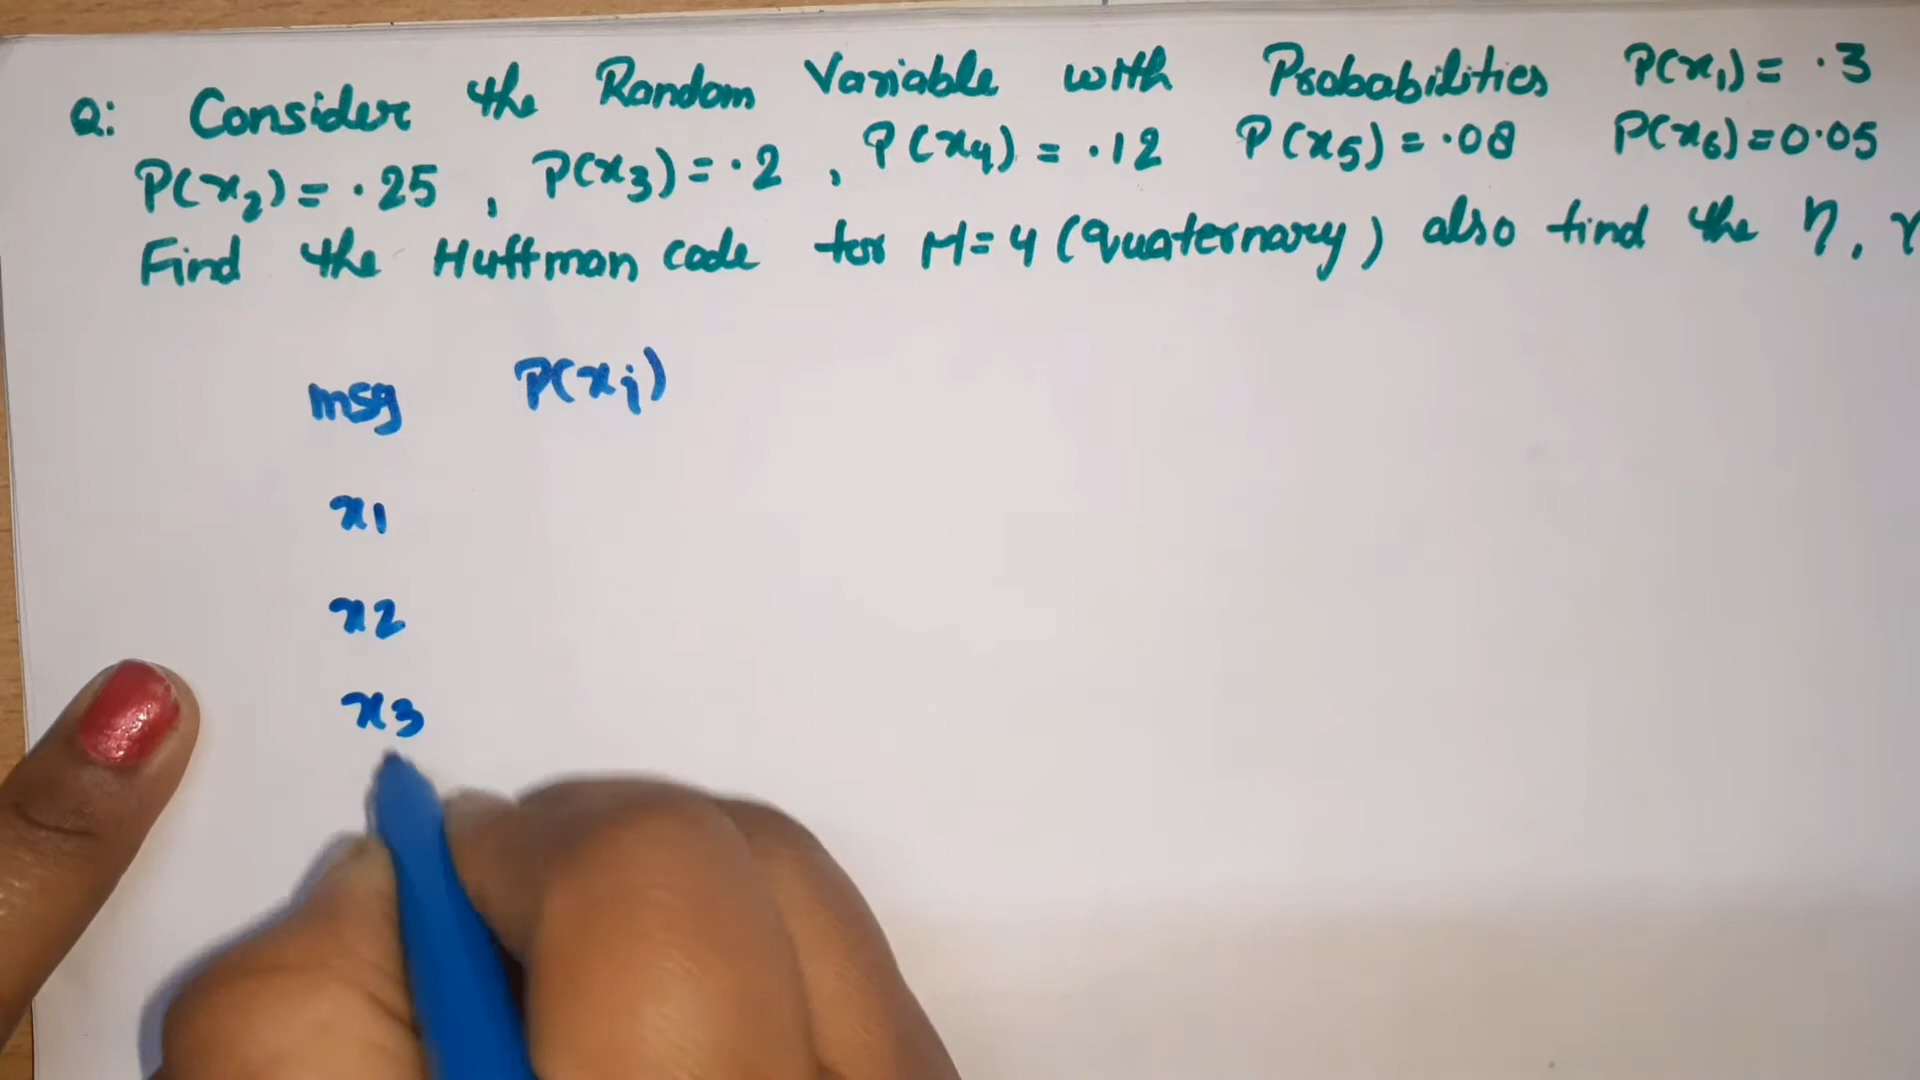 Q: Consider the Random Variable with Probabilities P(x1) = .3
P(x2) = .25 , P(x3) = .2 , P(x4) = .12 P(x5) = .08 P(x6) = 0.05
Find the Huffman code for M=4 (quaternary) also find the η,
msg P(xj)
x1
x2
x3